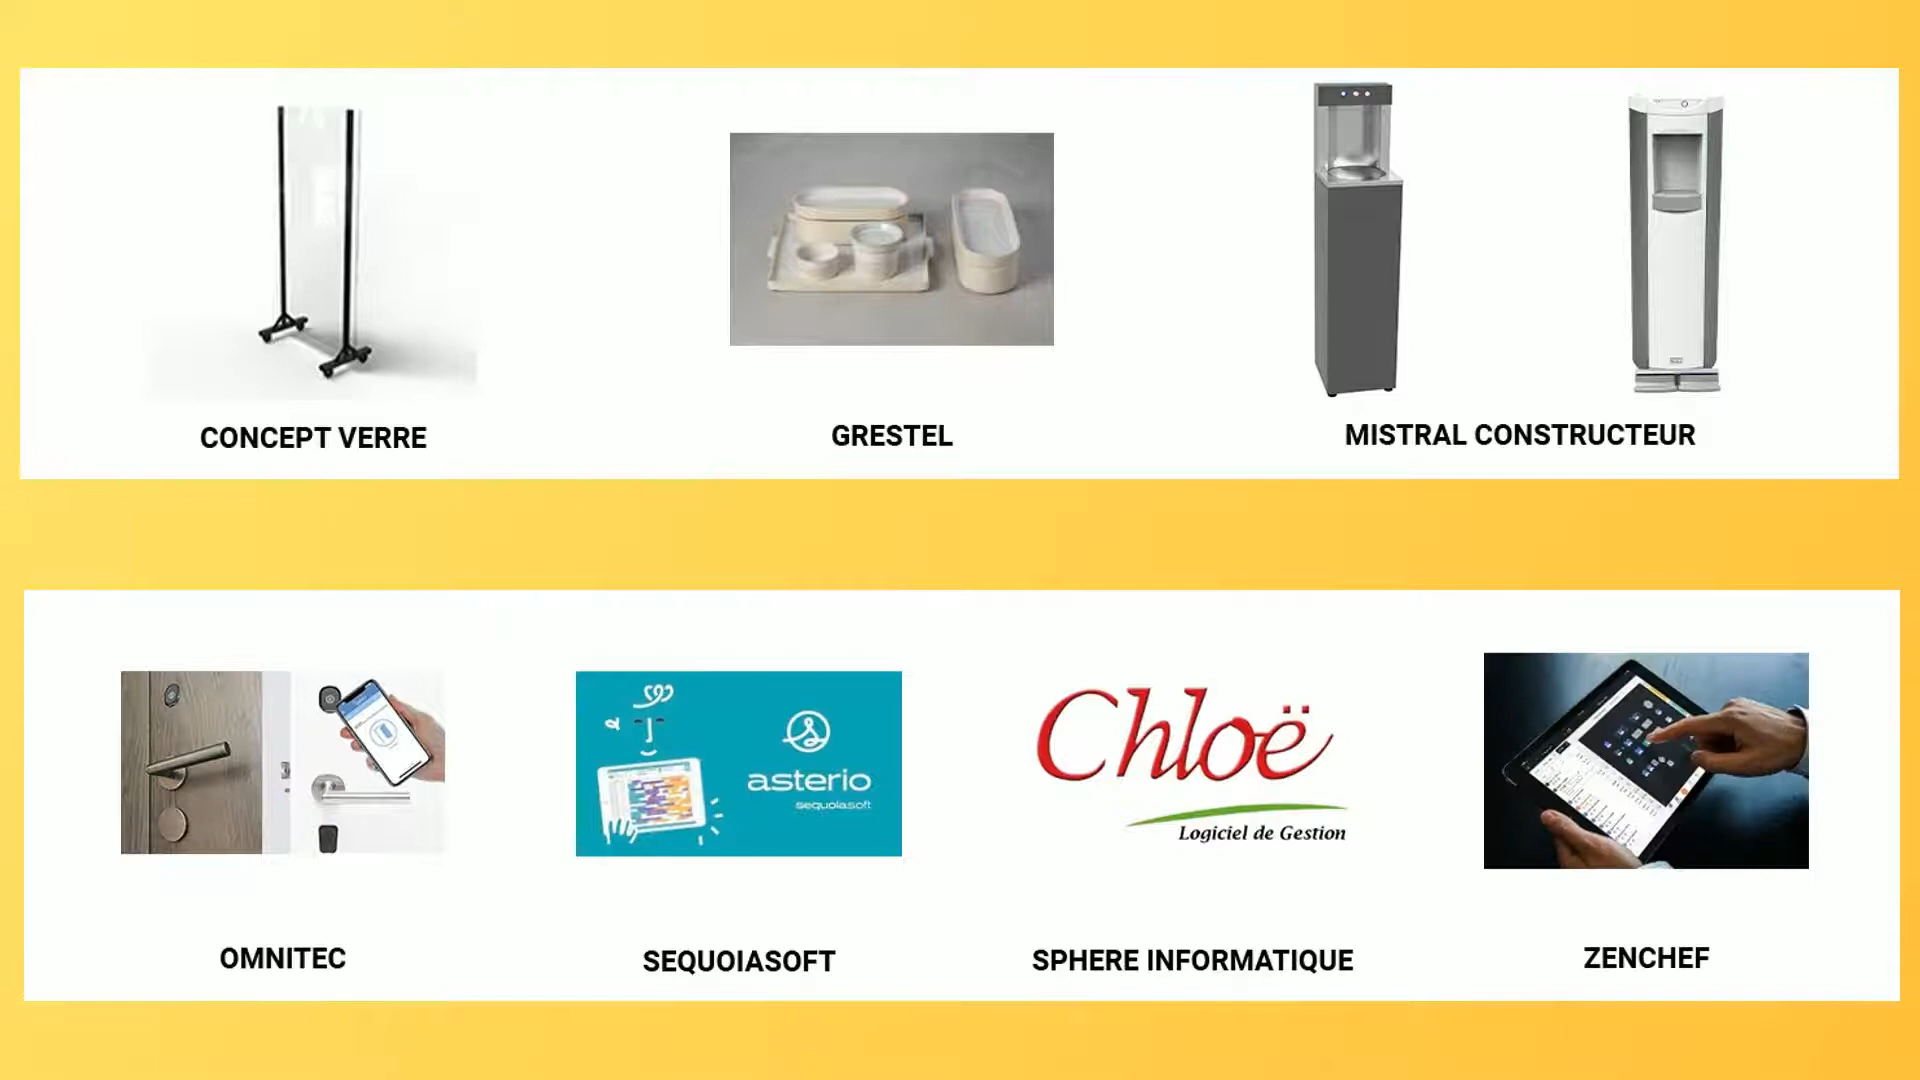 CONCEPT VERRE
GRESTEL
MISTRAL CONSTRUCTEUR
asterio
sequoiasoft
Chloë
Logiciel de Gestion
OMNITEC
SEQUOIASOFT
SPHERE INFORMATIQUE
ZENCHEF